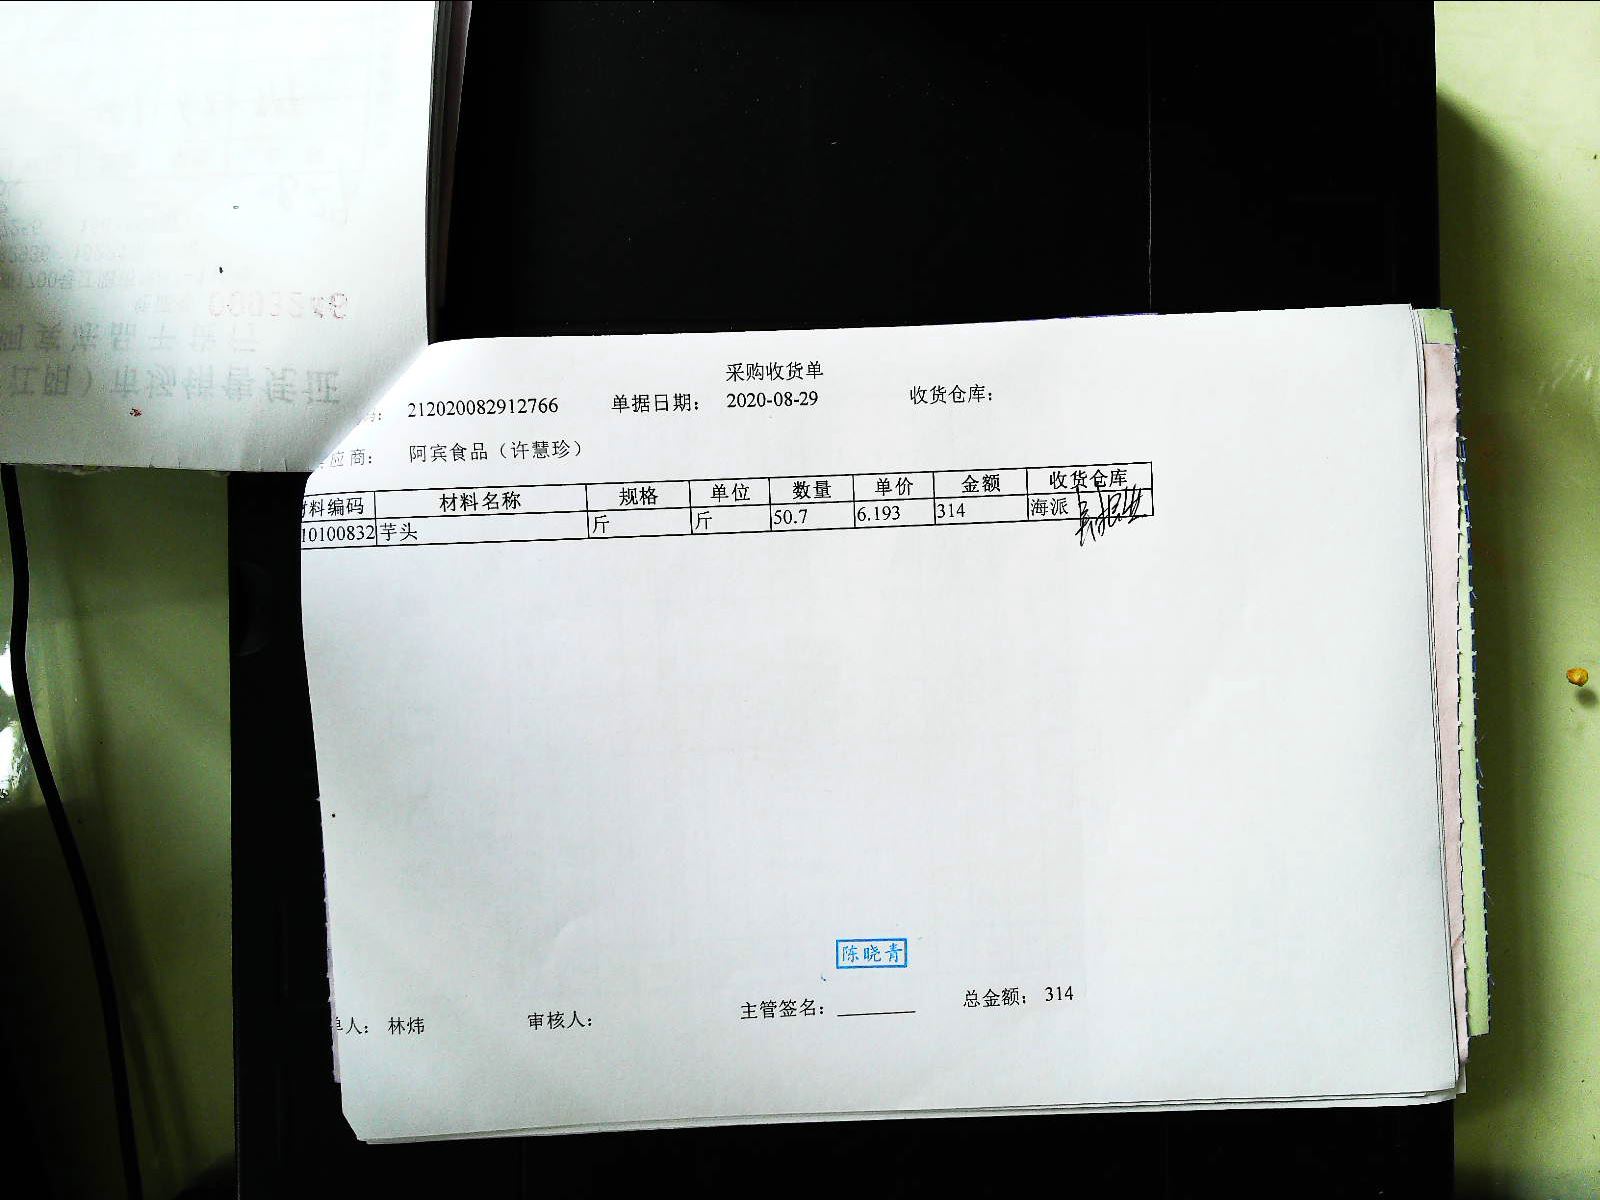 采购收货单
212020082912766 单据日期： 2020-08-29 收货仓库：
应商： 阿宾食品（许慧珍）
料编码 材料名称 规格 单位 数量 单价 金额 收货仓库
10100832 芋头 斤 斤 50.7 6.193 314 海派
陈晓青
单人： 林炜 审核人： 主管签名： 总金额： 314